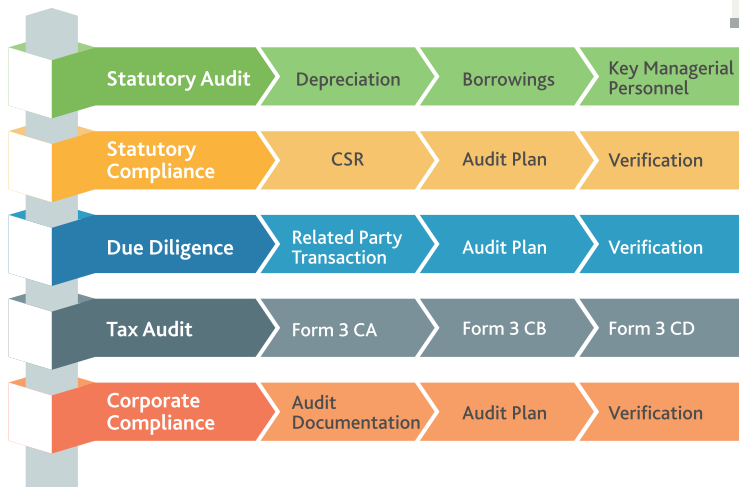 Statutory Audit
Depreciation
Borrowings
Key Managerial
Personnel
Statutory
Compliance
CSR
Audit Plan
Verification
Due Diligence
Related Party
Transaction
Audit Plan
Verification
Tax Audit
Form 3 CA
Form 3 CB
Form 3 CD
Corporate
Compliance
Audit
Documentation
Audit Plan
Verification